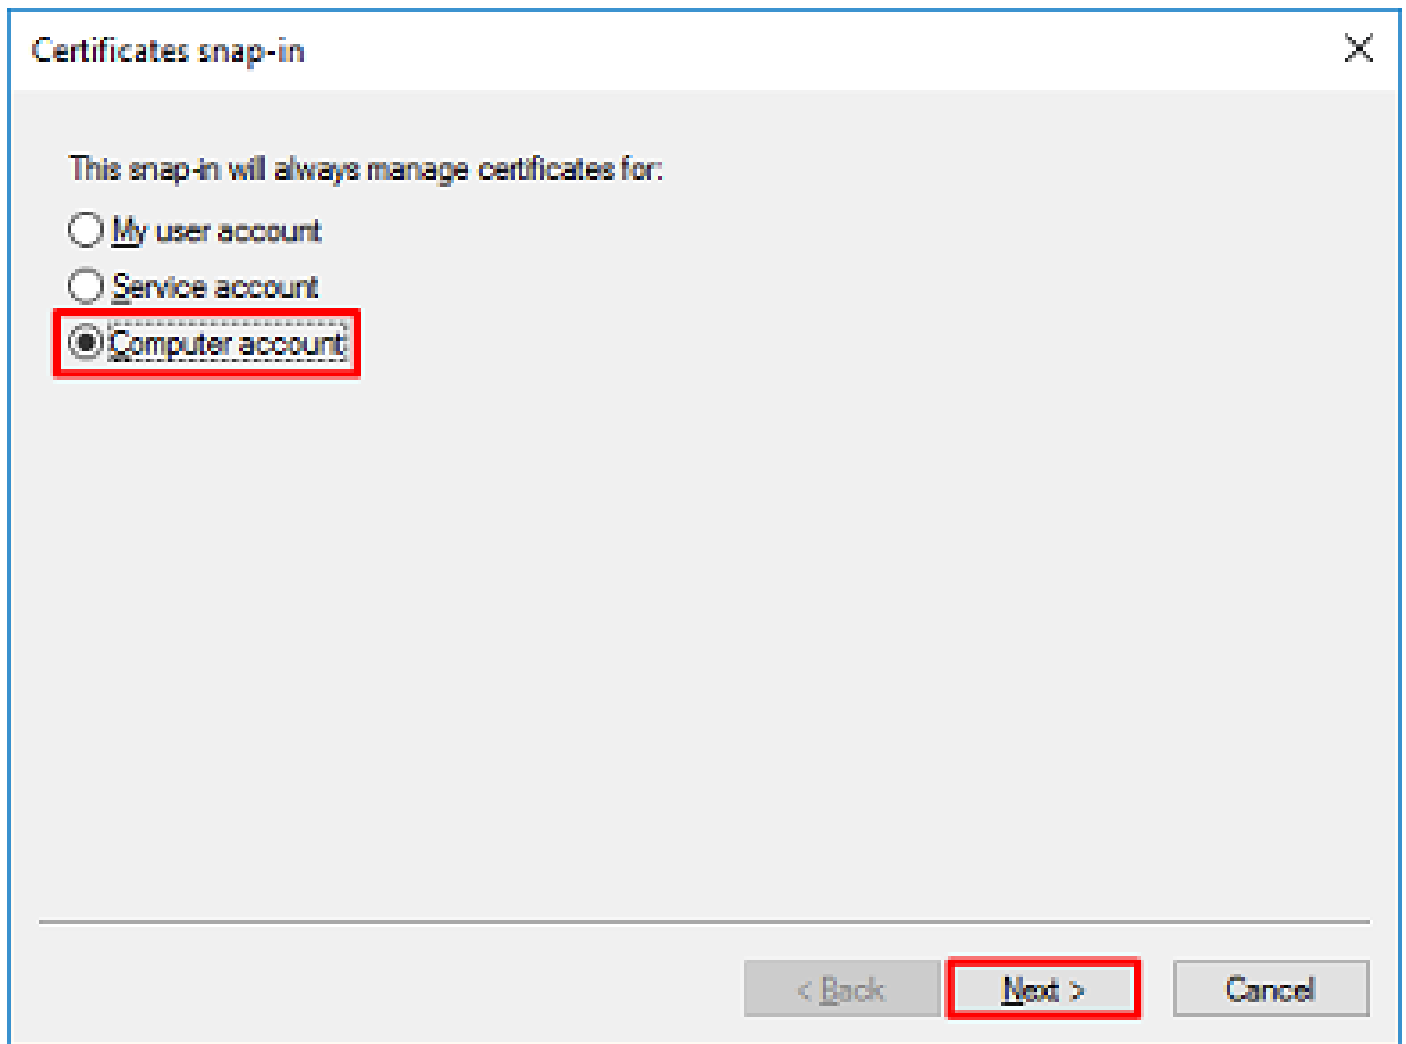 Certificates snap-in
This snap-in will always manage certificates for:
My user account
Service account
Computer account
< Back Next > Cancel